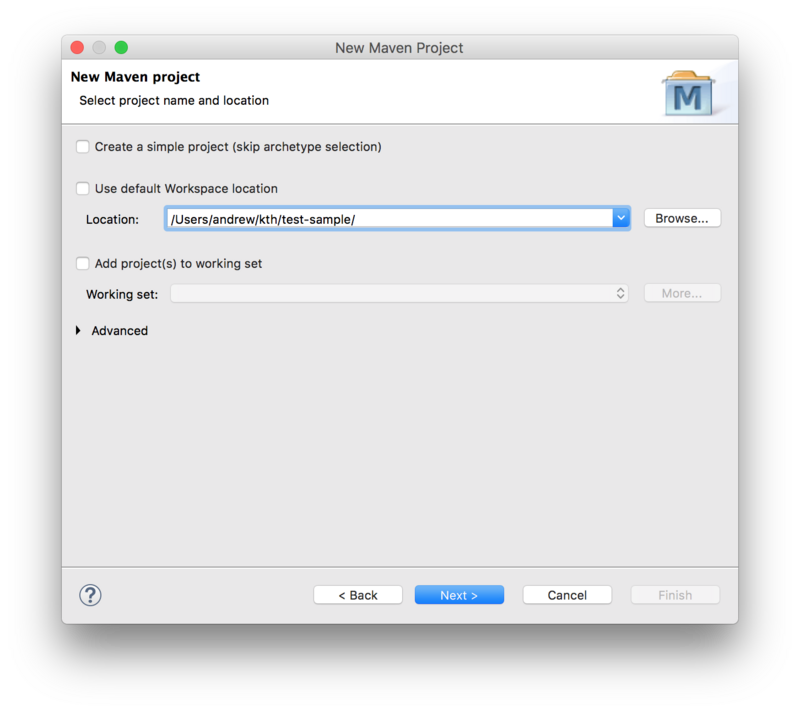 New Maven Project
New Maven project
Select project name and location
M
Create a simple project (skip archetype selection)
Use default Workspace location
Location: /Users/andrew/kth/test-sample/ Browse...
Add project(s) to working set
Working set: More...
Advanced
? < Back Next > Cancel Finish